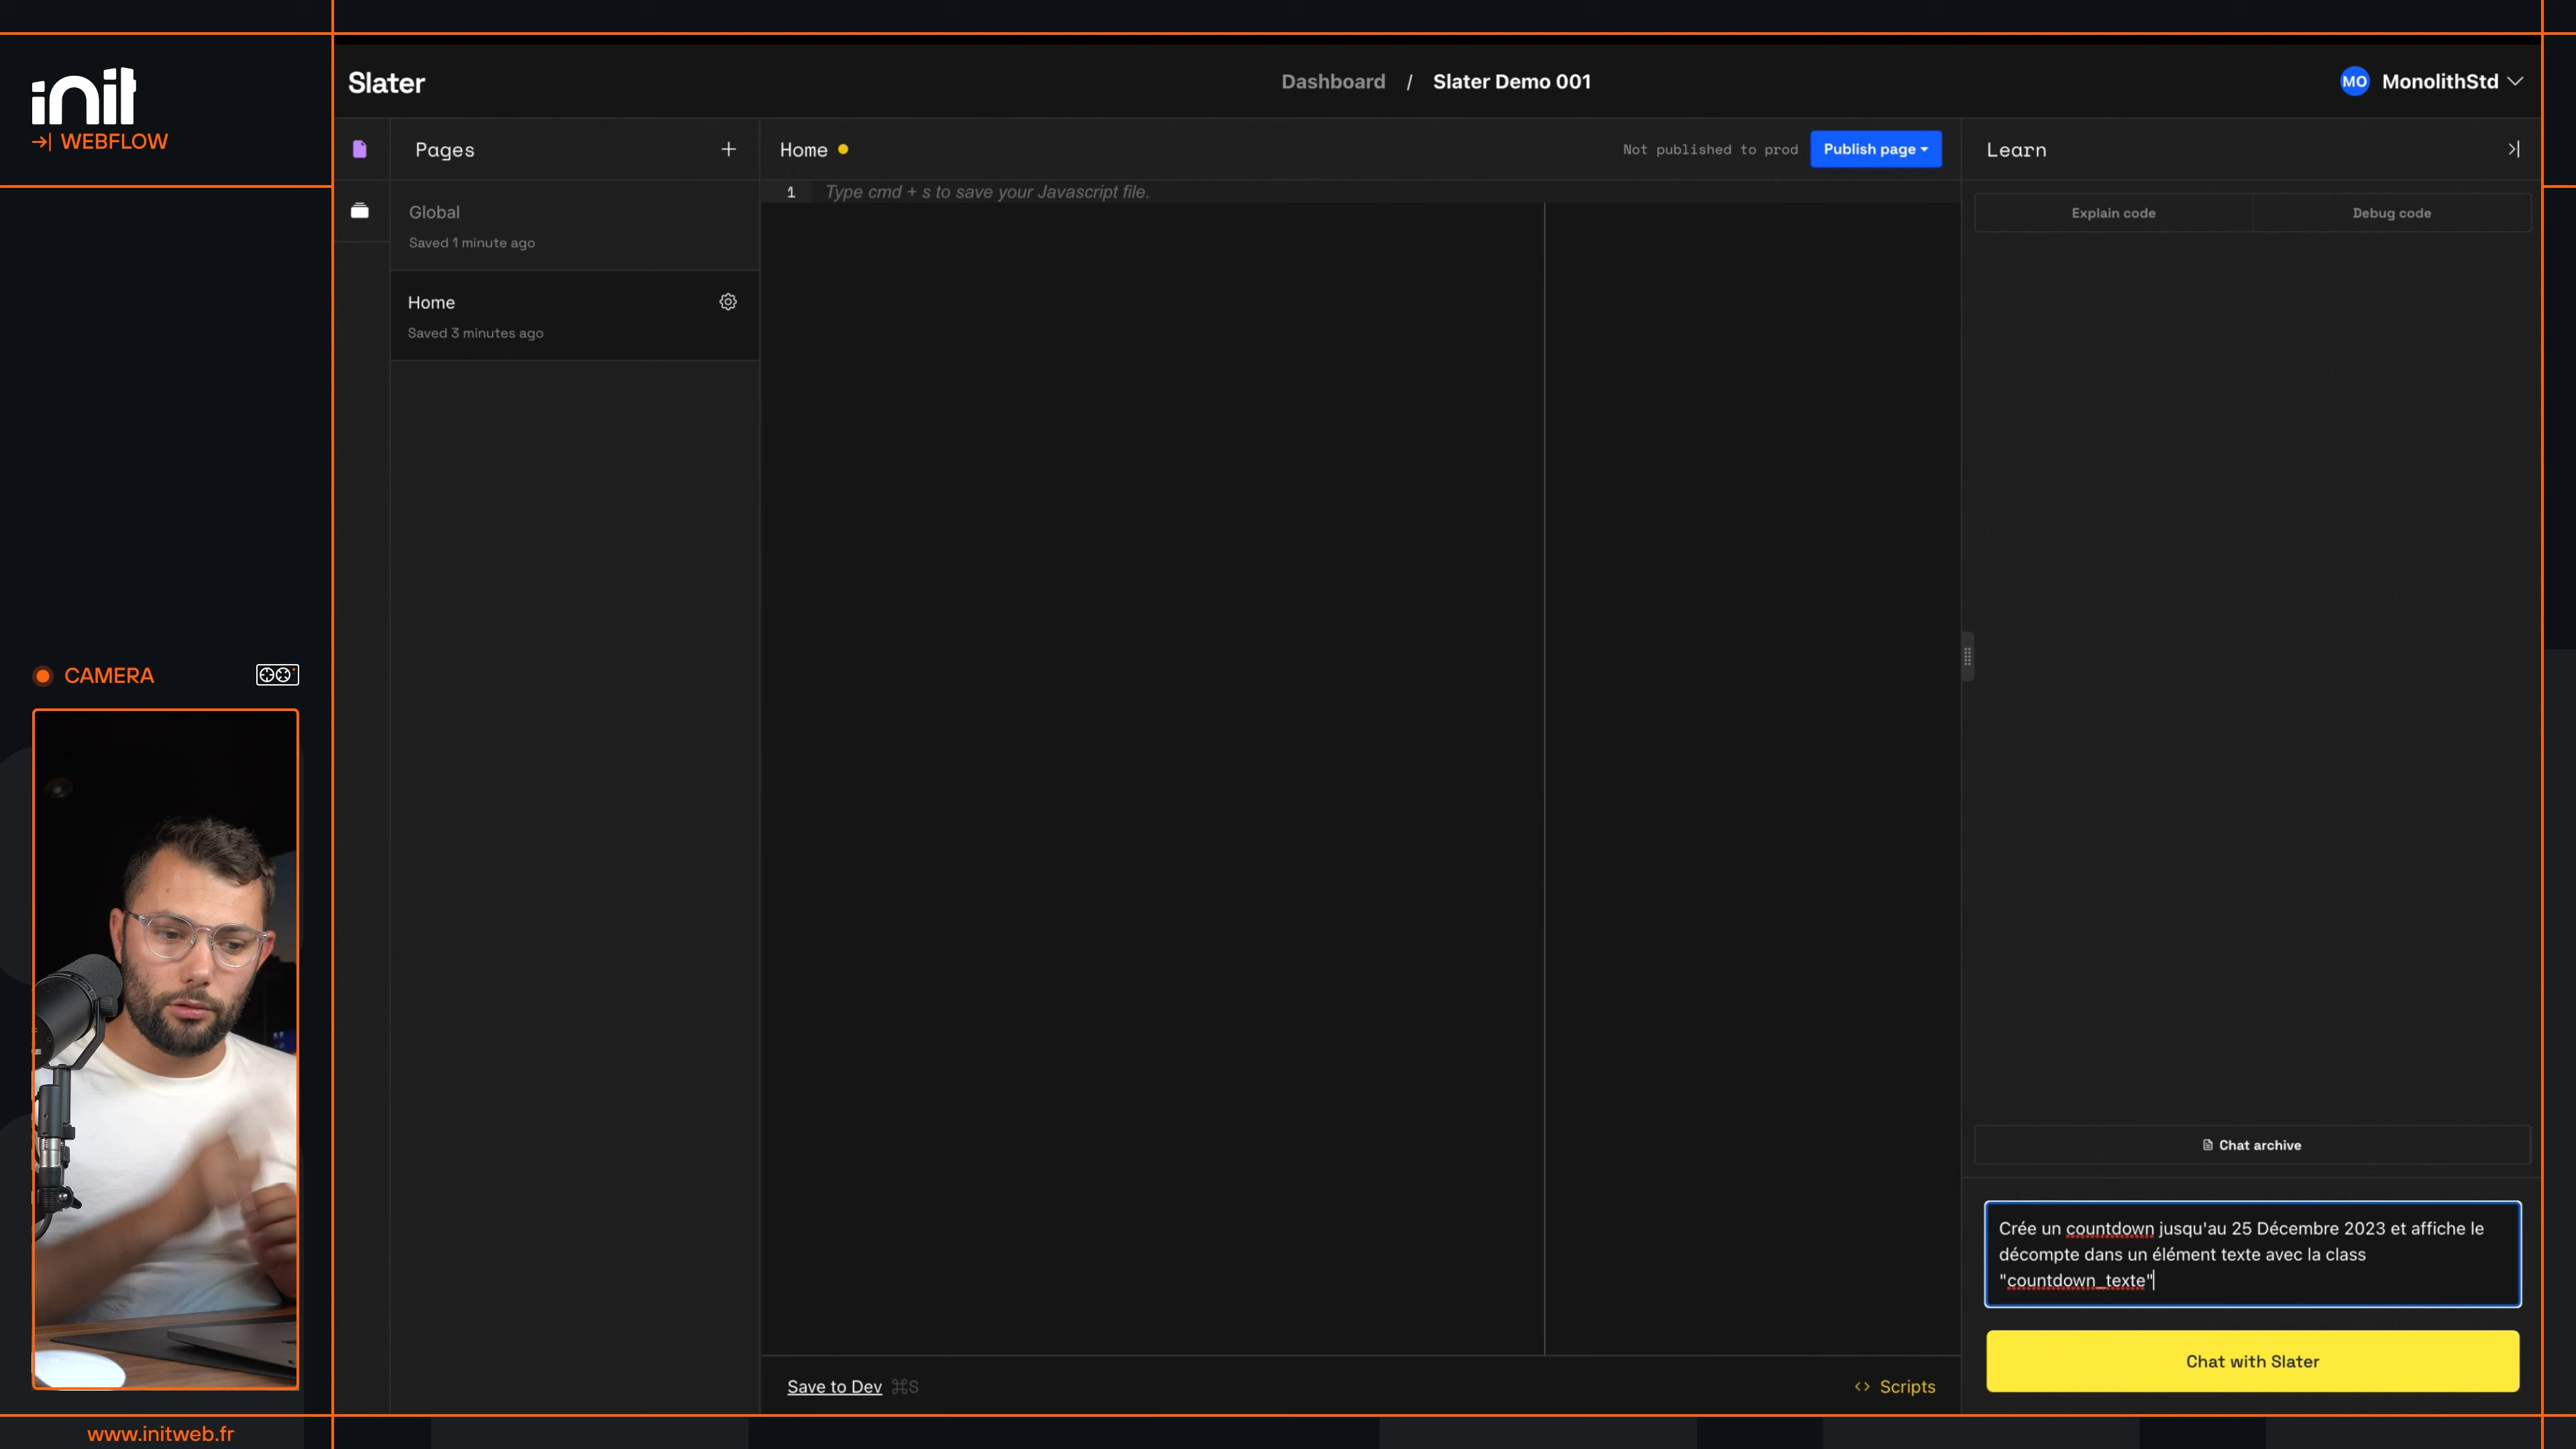 init
WEBFLOW
Slater
Dashboard / Slater Demo 001
MO MonolithStd
Pages
Home
Not published to prod
Publish page
Learn
Global
Saved 1 minute ago
Home
Saved 3 minutes ago
1 Type cmd + s to save your Javascript file.
Explain code
Debug code
CAMERA
Chat archive
Crée un countdown jusqu'au 25 Décembre 2023 et affiche le
décompte dans un élément texte avec la class
"countdown_texte"
Chat with Slater
Save to Dev ⌘S
<> Scripts
www.initweb.fr